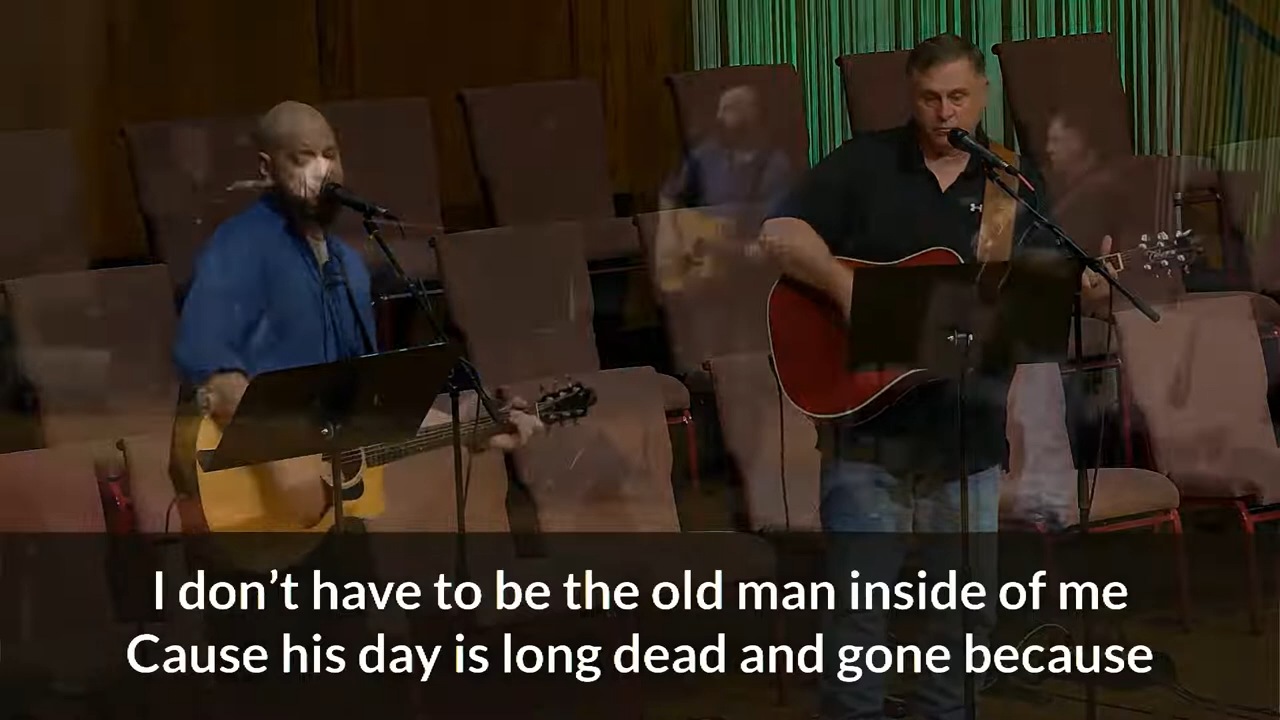 I don’t have to be the old man inside of me
Cause his day is long dead and gone because